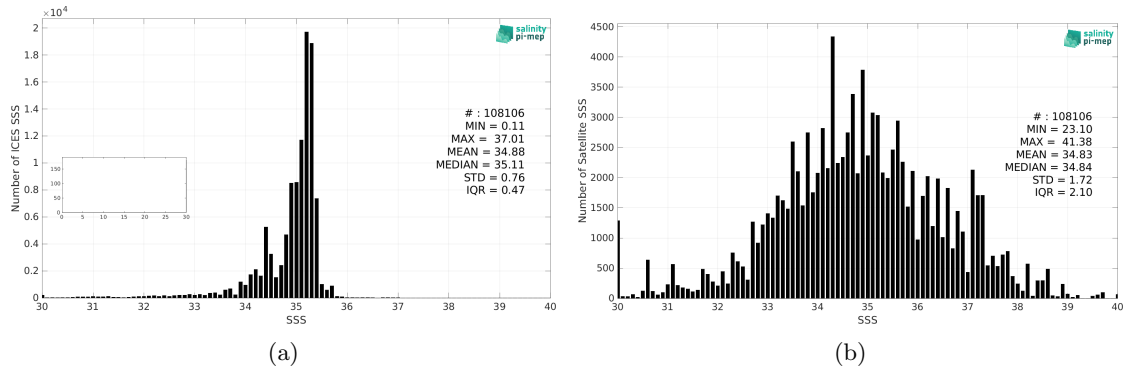 ×10⁴
2
1.8
1.6
1.4
1.2
1
0.8
0.6
0.4
0.2
0
Number of ICES SSS
salinity
pi-mep
# : 108106
MIN = 0.11
MAX = 37.01
MEAN = 34.88
MEDIAN = 35.11
STD = 0.76
IQR = 0.47
150
100
50
0
0 5 10 15 20 25 30
30 31 32 33 34 35 36 37 38 39 40
SSS
(a)
4500
4000
3500
3000
2500
2000
1500
1000
500
0
Number of Satellite SSS
salinity
pi-mep
# : 108106
MIN = 23.10
MAX = 41.38
MEAN = 34.83
MEDIAN = 34.84
STD = 1.72
IQR = 2.10
30 31 32 33 34 35 36 37 38 39 40
SSS
(b)